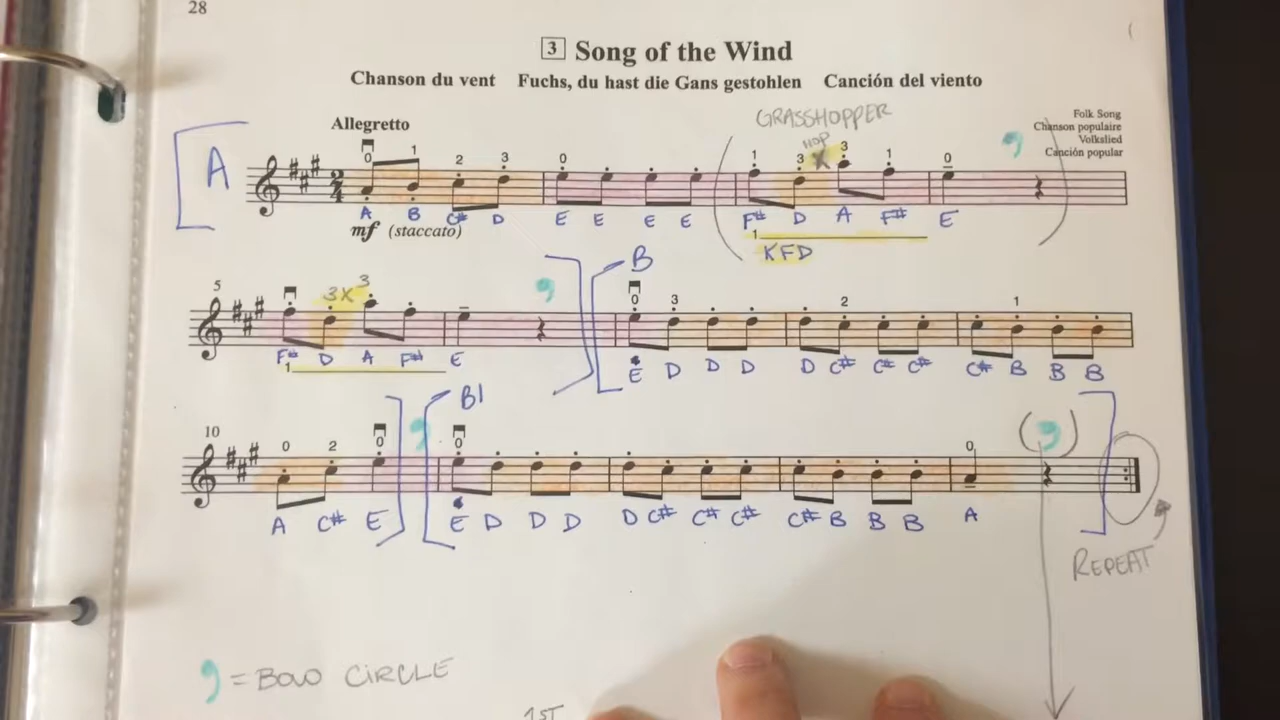 28
3 Song of the Wind
Chanson du vent Fuchs, du hast die Gans gestohlen Canción del viento
Folk Song
Chanson populaire
Volkslied
Canción popular
Allegretto
GRASSHOPPER
HOP
A
0 1 2 3 0 1 3 X 3 1 0
2/4
A B C# D E E E E F# D A F# E
mf (staccato)
1
KFD
B
5
3X 3 0 3 2 1
F# D A F# E E D D D D C# C# C# C# B B B
1
B1
10
0 2 0 0 0
A C# E E D D D D C# C# C# C# B B B A
REPEAT
9 = BOW CIRCLE
1ST